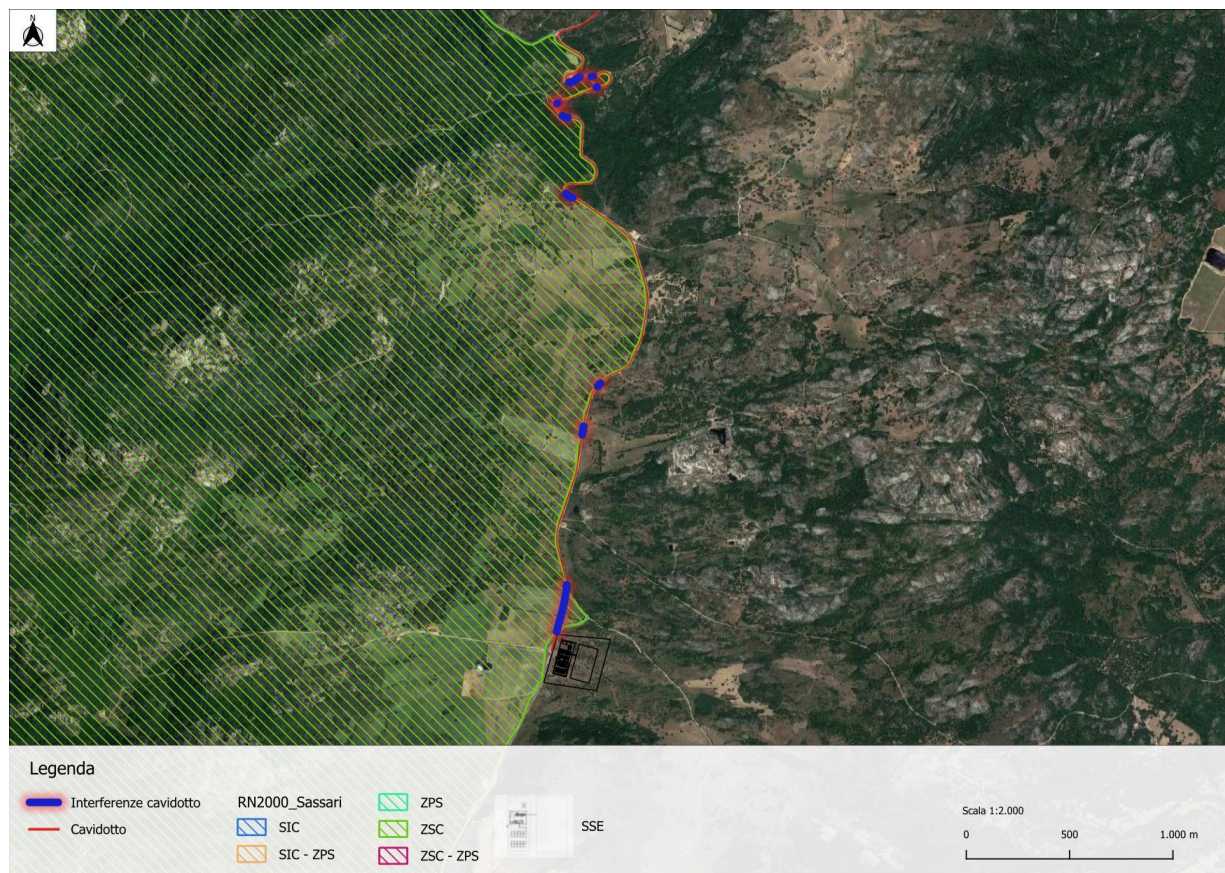 N
Legenda
Interferenze cavidotto
Cavidotto
RN2000_Sassari
SIC
SIC - ZPS
ZPS
ZSC
ZSC - ZPS
SSE
Scala 1:2.000
0 500 1.000 m